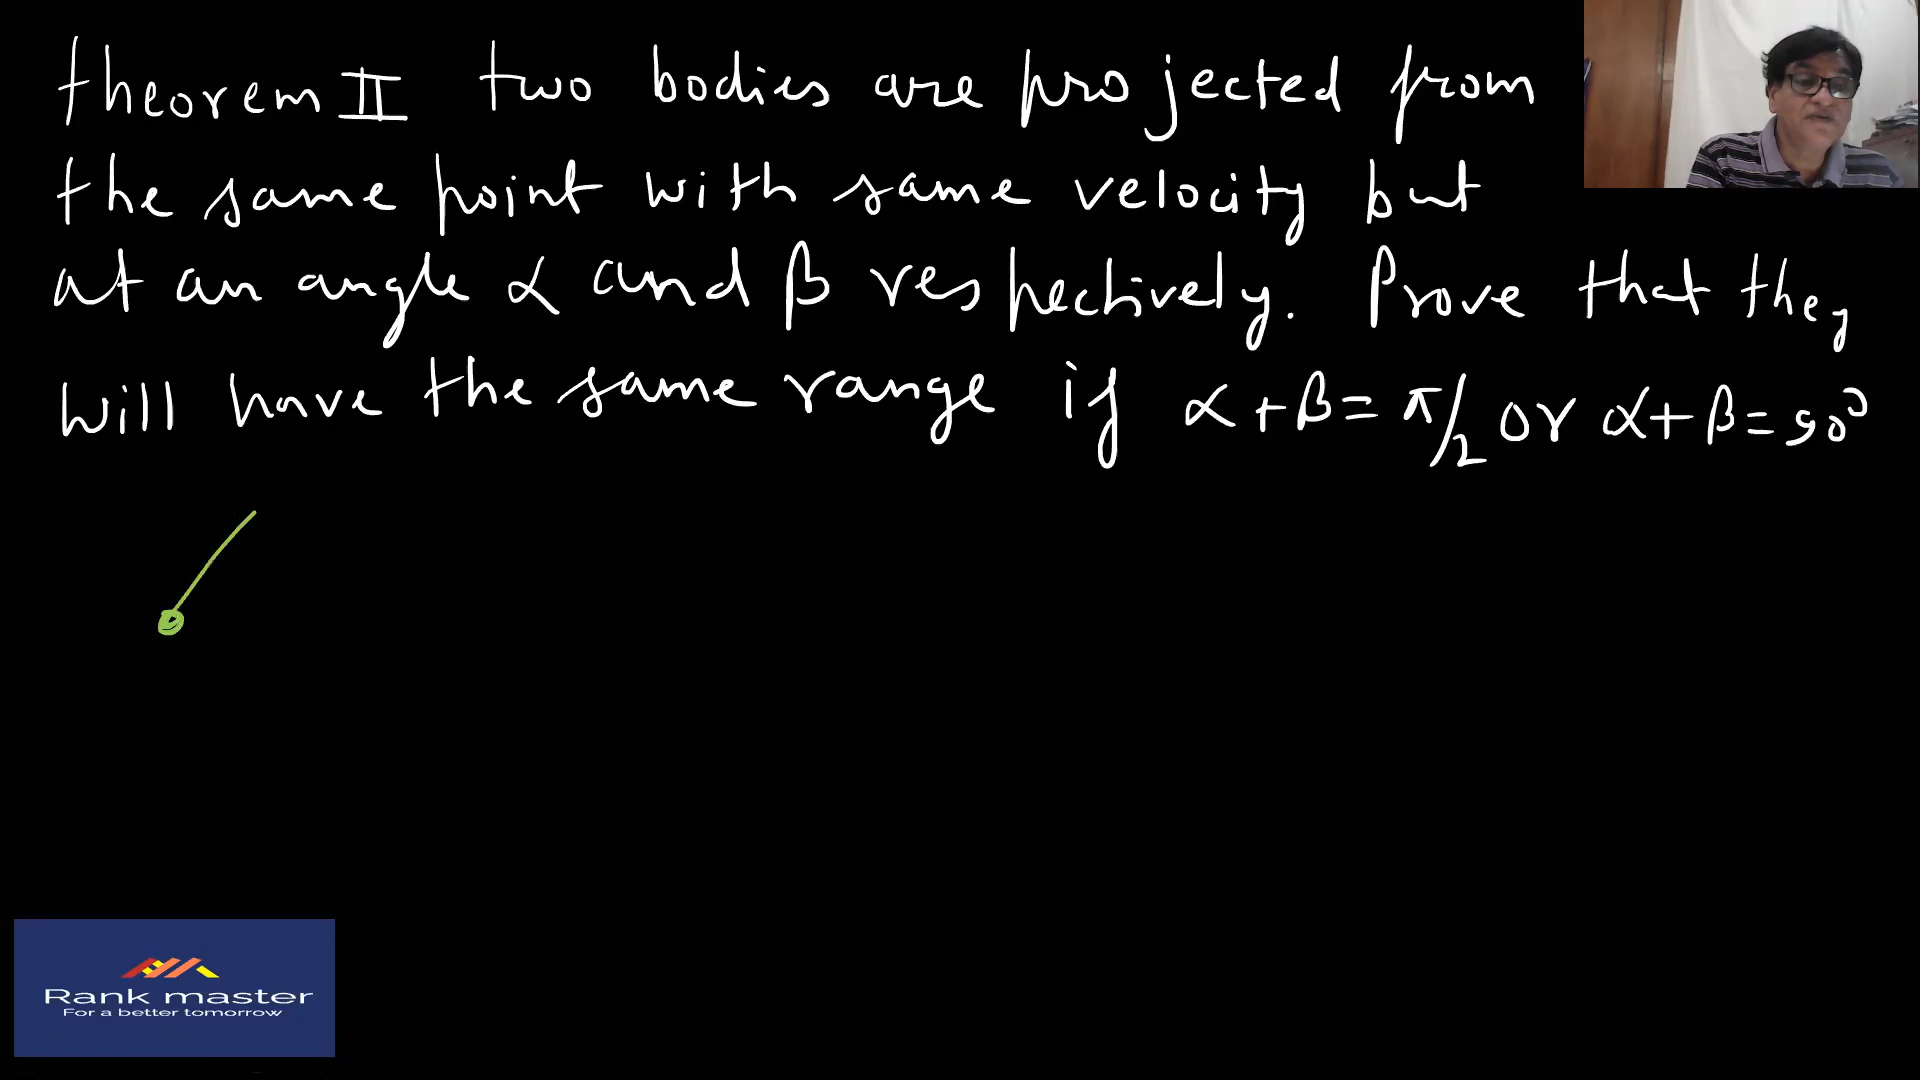 theorem II two bodies are projected from
the same point with same velocity but
at an angle α and β respectively. Prove that they
will have the same range if α+β=π/2 or α+β=90°
Rank master
For a better tomorrow